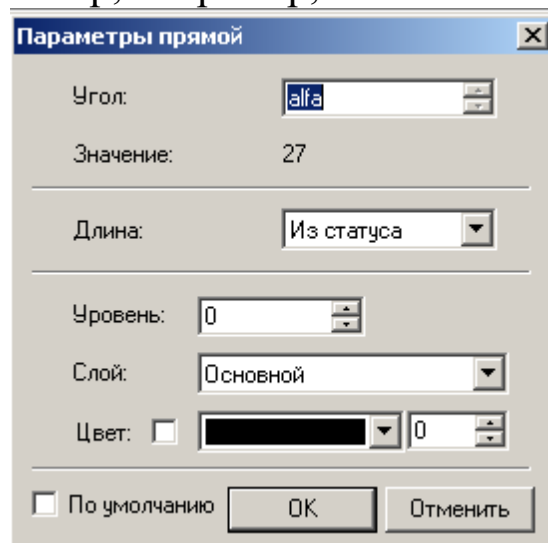 Параметры прямой
Угол: alfa
Значение: 27
Длина: Из статуса
Уровень: 0
Слой: Основной
Цвет: 0
По умолчанию OK Отменить